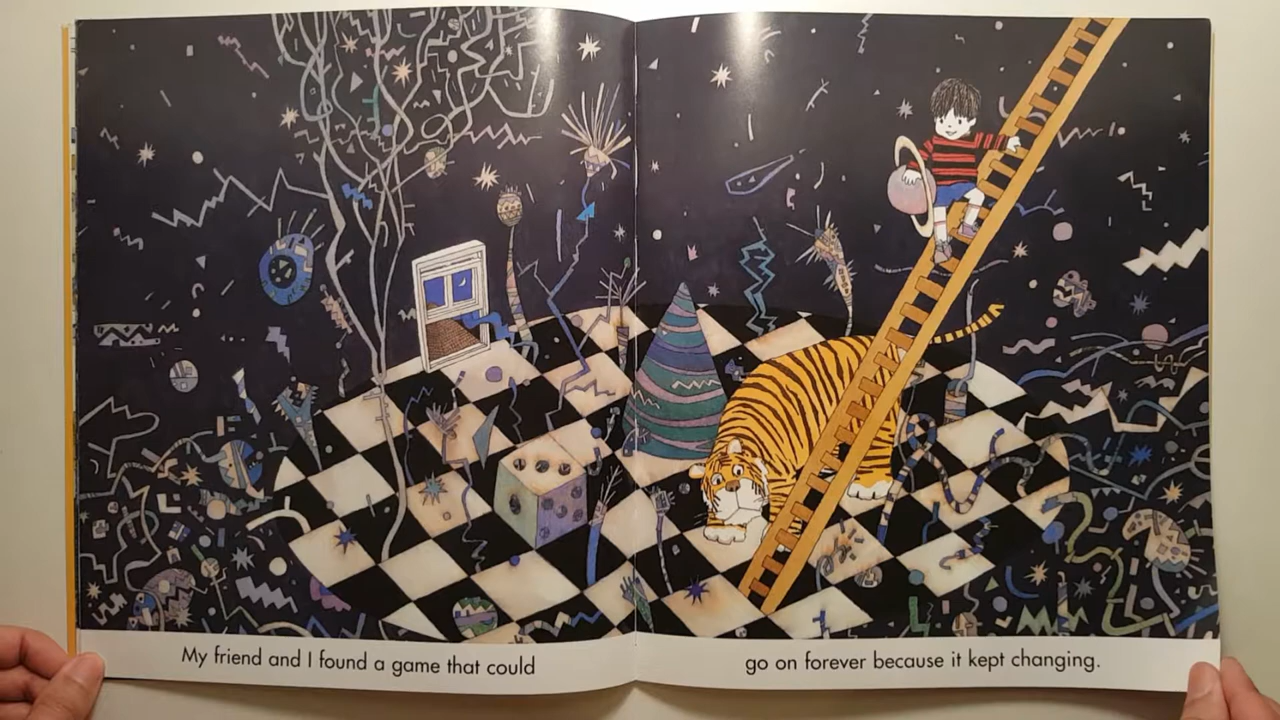 My friend and I found a game that could
go on forever because it kept changing.